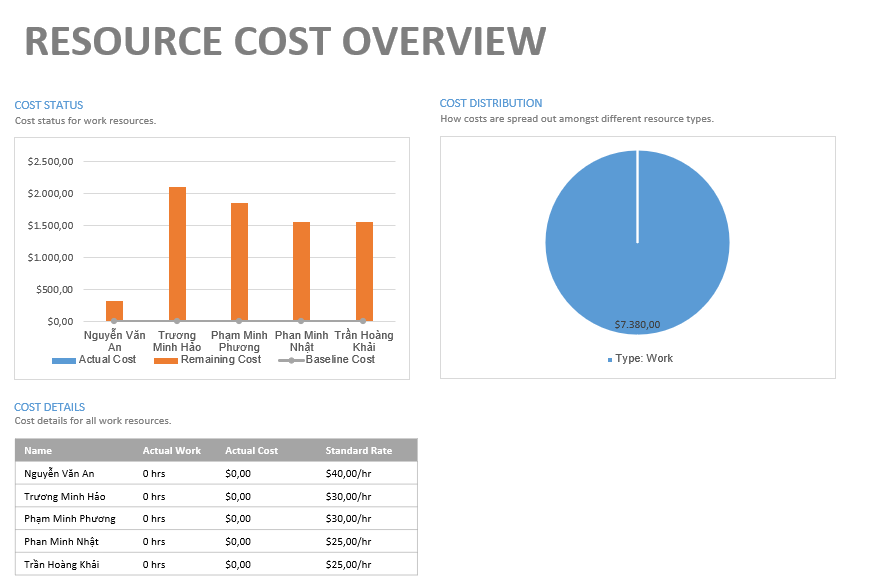 RESOURCE COST OVERVIEW
COST STATUS
Cost status for work resources.
$2.500,00
$2.000,00
$1.500,00
$1.000,00
$500,00
$0,00
Nguyễn Văn An
Trương Minh Hảo
Phạm Minh Phương
Phan Minh Nhật
Trần Hoàng Khải
Actual Cost Remaining Cost Baseline Cost
COST DISTRIBUTION
How costs are spread out amongst different resource types.
$7.380,00
Type: Work
COST DETAILS
Cost details for all work resources.
Name Actual Work Actual Cost Standard Rate
Nguyễn Văn An 0 hrs $0,00 $40,00/hr
Trương Minh Hảo 0 hrs $0,00 $30,00/hr
Phạm Minh Phương 0 hrs $0,00 $30,00/hr
Phan Minh Nhật 0 hrs $0,00 $25,00/hr
Trần Hoàng Khải 0 hrs $0,00 $25,00/hr